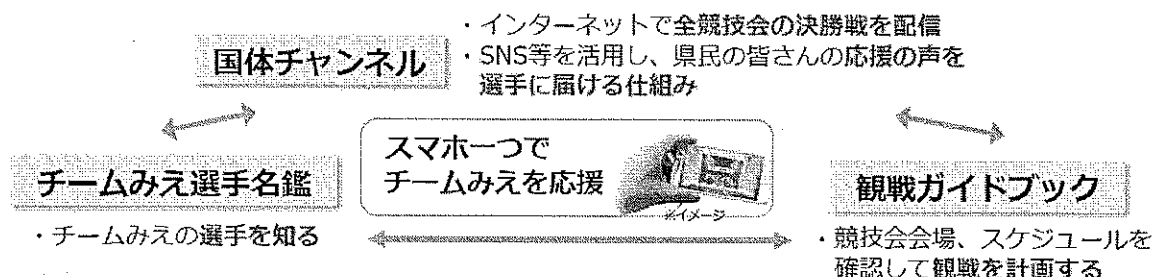 国体チャンネル
・インターネットで全競技会の決勝戦を配信
・SNS等を活用し、県民の皆さんの応援の声を
選手に届ける仕組み
スマホ一つで
チームみえを応援
※イメージ
チームみえ選手名鑑
・チームみえの選手を知る
観戦ガイドブック
・競技会会場、スケジュールを
確認して観戦を計画する